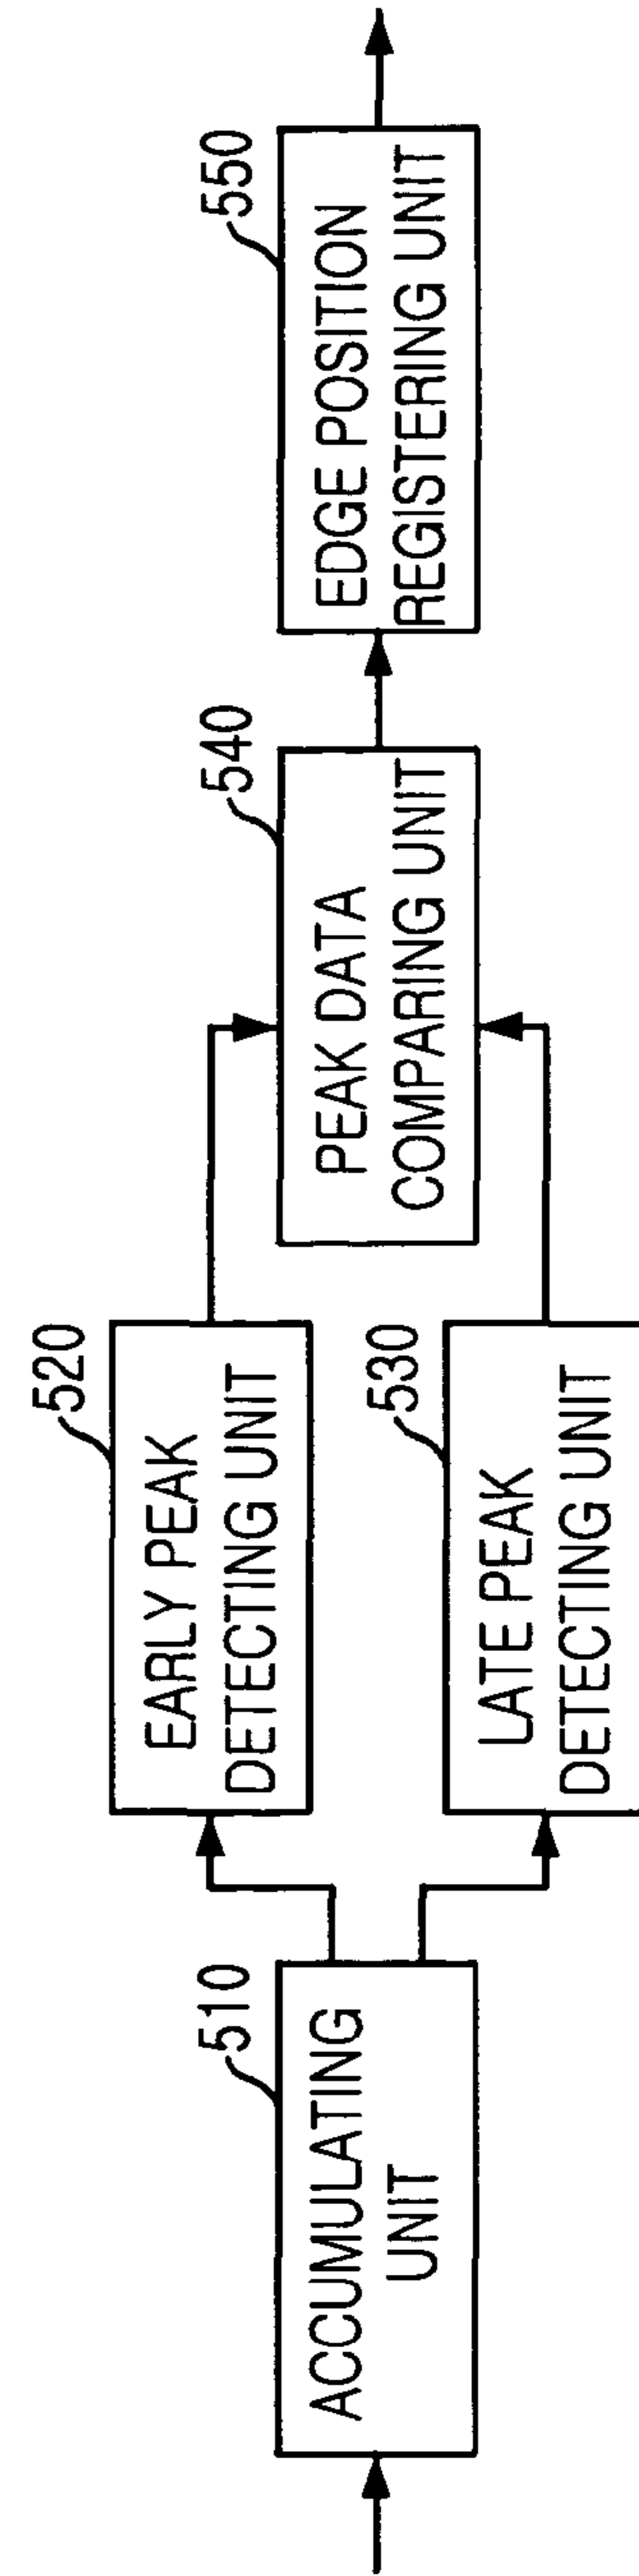 510
ACCUMULATING
UNIT
520
EARLY PEAK
DETECTING UNIT
530
LATE PEAK
DETECTING UNIT
540
PEAK DATA
COMPARING UNIT
550
EDGE POSITION
REGISTERING UNIT